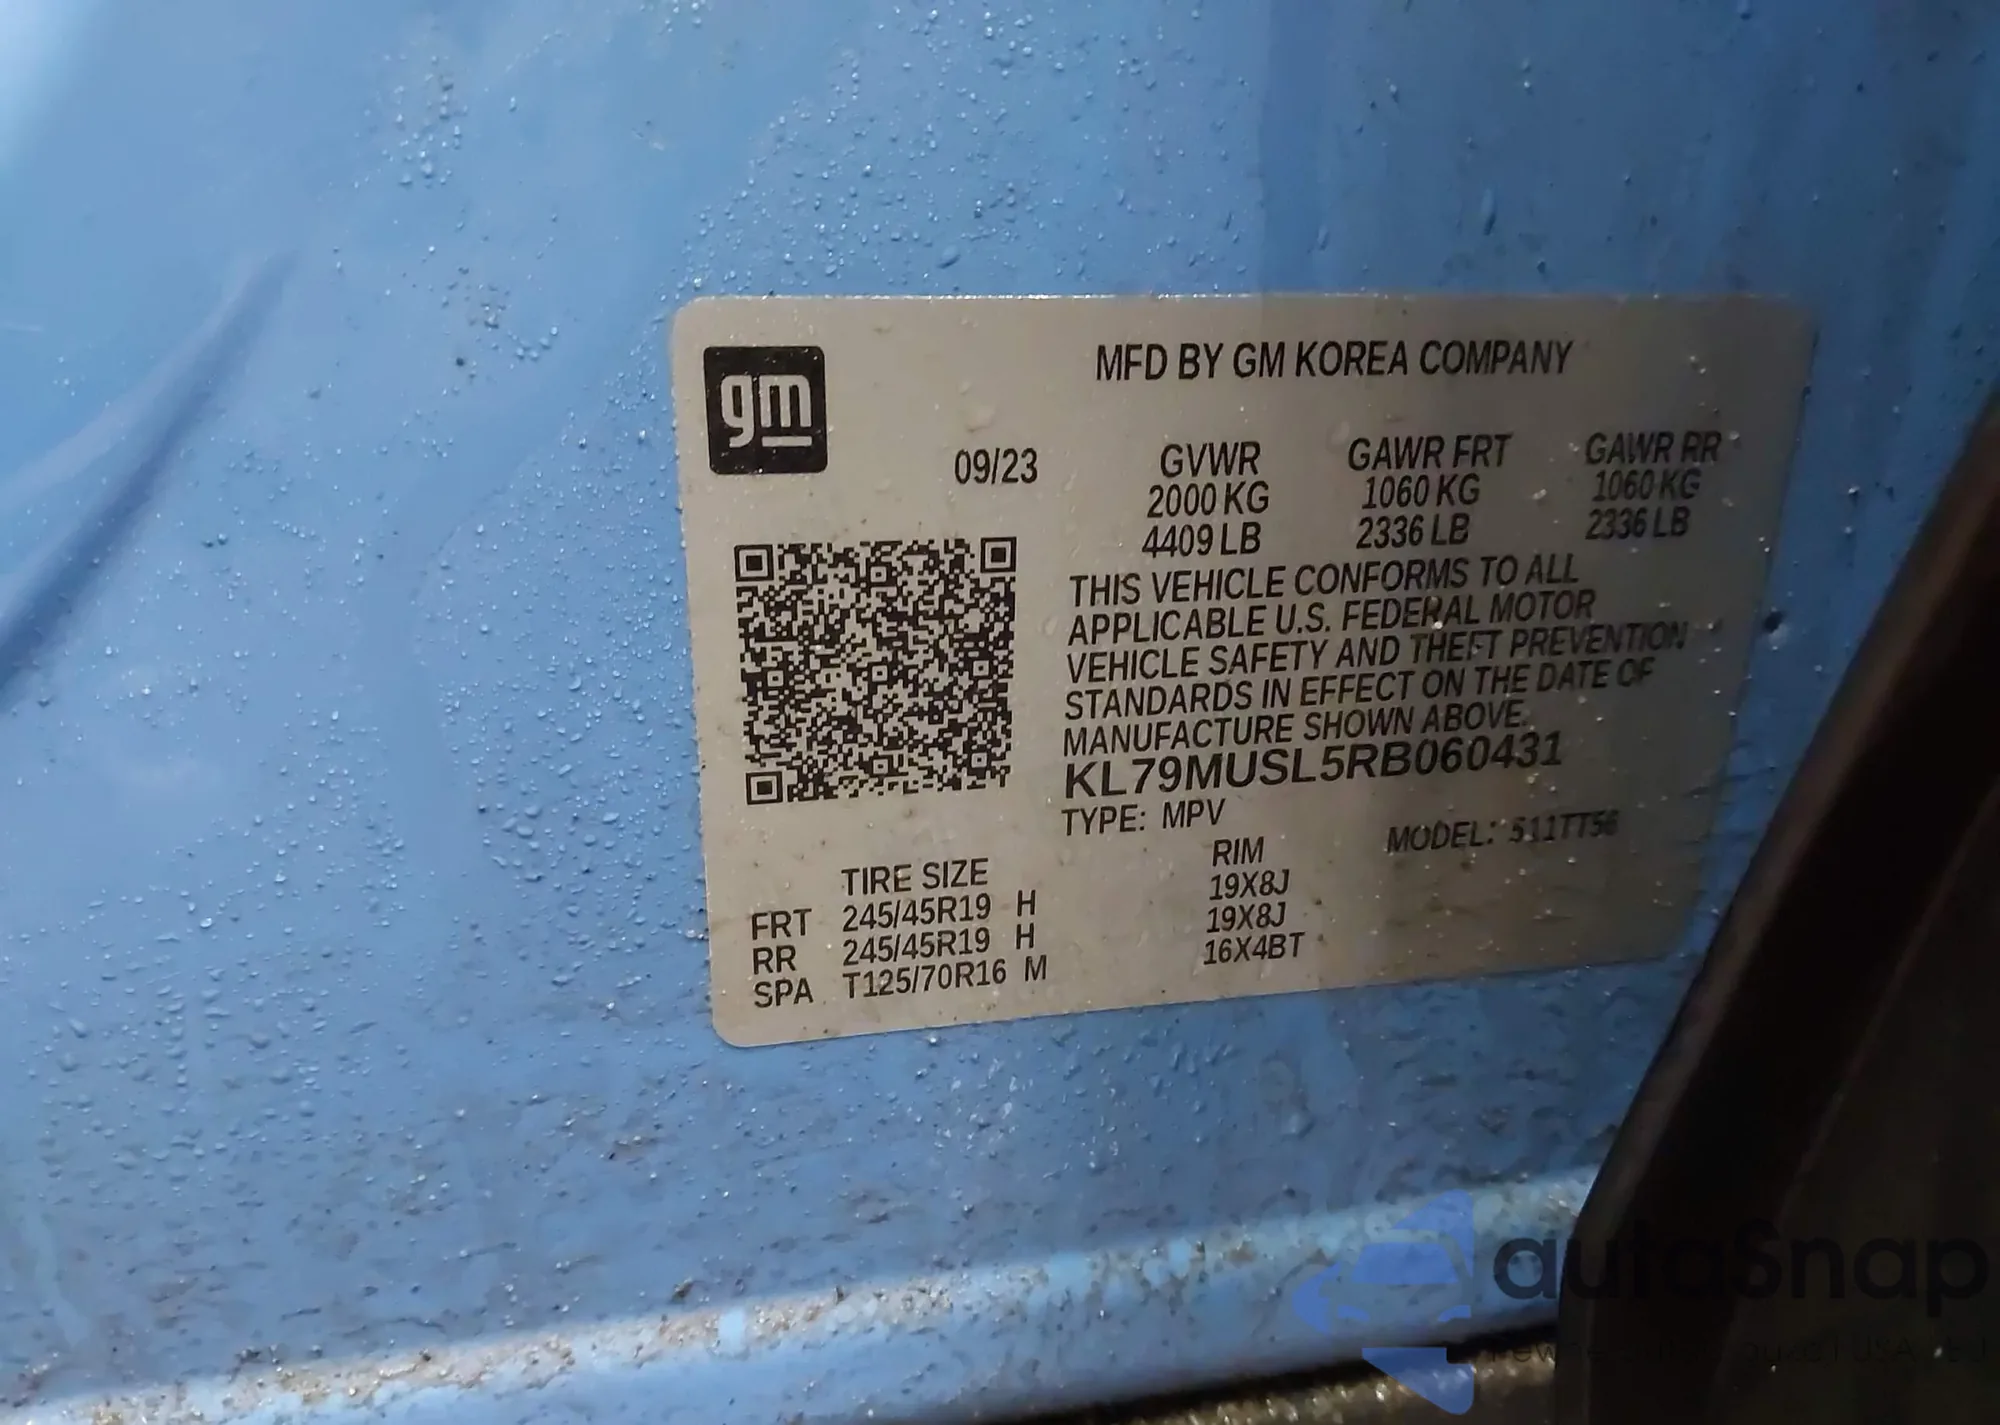 gm
MFD BY GM KOREA COMPANY
09/23
GVWR GAWR FRT GAWR RR
2000 KG 1060 KG 1060 KG
4409 LB 2336 LB 2336 LB
THIS VEHICLE CONFORMS TO ALL
APPLICABLE U.S. FEDERAL MOTOR
VEHICLE SAFETY AND THEFT PREVENTION
STANDARDS IN EFFECT ON THE DATE OF
MANUFACTURE SHOWN ABOVE.
KL79MUSL5RB060431
TYPE: MPV MODEL: 511TT56
TIRE SIZE RIM
FRT 245/45R19 H 19X8J
RR 245/45R19 H 19X8J
SPA T125/70R16 M 16X4BT
autoSnap